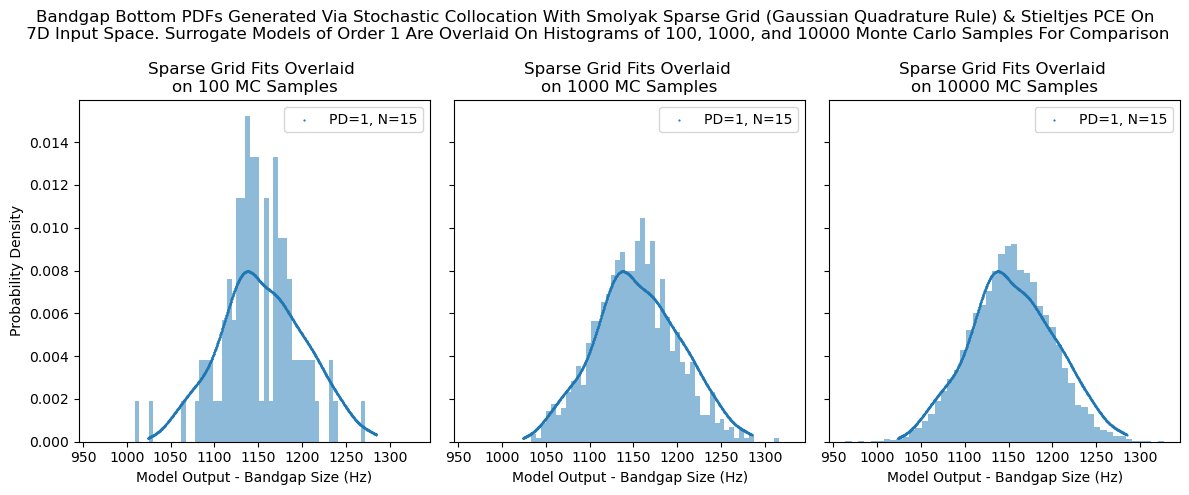 Bandgap Bottom PDFs Generated Via Stochastic Collocation With Smolyak Sparse Grid (Gaussian Quadrature Rule) & Stieltjes PCE On
7D Input Space. Surrogate Models of Order 1 Are Overlaid On Histograms of 100, 1000, and 10000 Monte Carlo Samples For Comparison
Sparse Grid Fits Overlaid
on 100 MC Samples
PD=1, N=15
0.014
0.012
0.010
0.008
0.006
0.004
0.002
0.000
Probability Density
950 1000 1050 1100 1150 1200 1250 1300
Model Output - Bandgap Size (Hz)
Sparse Grid Fits Overlaid
on 1000 MC Samples
PD=1, N=15
950 1000 1050 1100 1150 1200 1250 1300
Model Output - Bandgap Size (Hz)
Sparse Grid Fits Overlaid
on 10000 MC Samples
PD=1, N=15
950 1000 1050 1100 1150 1200 1250 1300
Model Output - Bandgap Size (Hz)